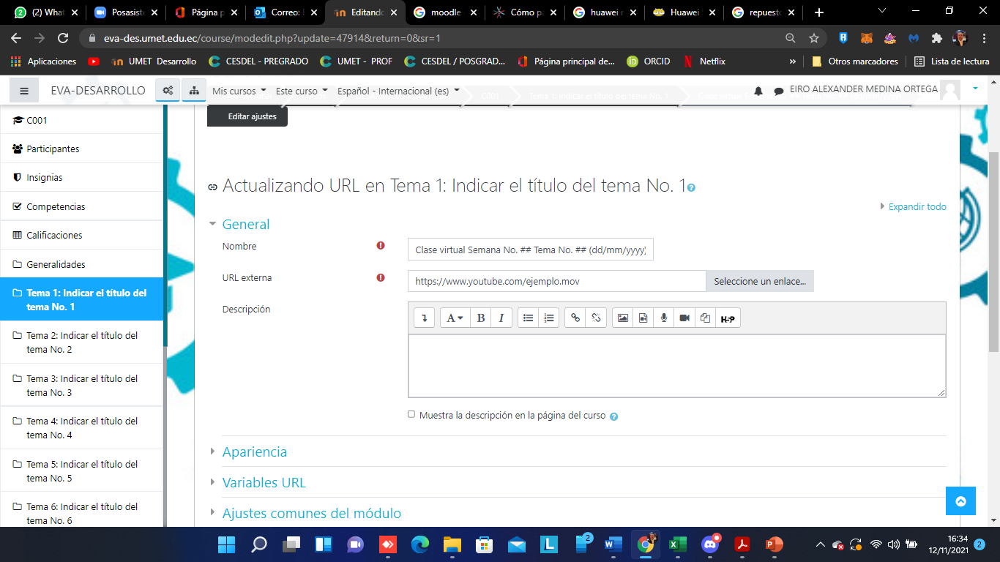 (2) What
Posasist
Página p
Correo:
Editando
moodle
Cómo pa
huawei m
Huawei
repuesto
eva-des.umet.edu.ec/course/modedit.php?update=47914&return=0&sr=1
Aplicaciones
UMET Desarrollo
CESDEL - PREGRADO
UMET - PROF
CESDEL / POSGRAD...
Página principal de...
ORCID
Netflix
»
Otros marcadores
Lista de lectura
EVA-DESARROLLO
Mis cursos
Este curso
Español - Internacional (es)
EIRO ALEXANDER MEDINA ORTEGA
C001
Tema 1: Indicar el título del tema No. 1
Editar ajustes
C001
Participantes
Insignias
Competencias
Calificaciones
Generalidades
Tema 1: Indicar el título del
tema No. 1
Tema 2: Indicar el título del
tema No. 2
Tema 3: Indicar el título del
tema No. 3
Tema 4: Indicar el título del
tema No. 4
Tema 5: Indicar el título del
tema No. 5
Tema 6: Indicar el título del
tema No. 6
Actualizando URL en Tema 1: Indicar el título del tema No. 1
Expandir todo
General
Nombre
Clase virtual Semana No. ## Tema No. ## (dd/mm/yyyy)
URL externa
https://www.youtube.com/ejemplo.mov
Seleccione un enlace...
Descripción
A
B
I
H5P
Muestra la descripción en la página del curso
Apariencia
Variables URL
Ajustes comunes del módulo
L
2
16:34
12/11/2021
2